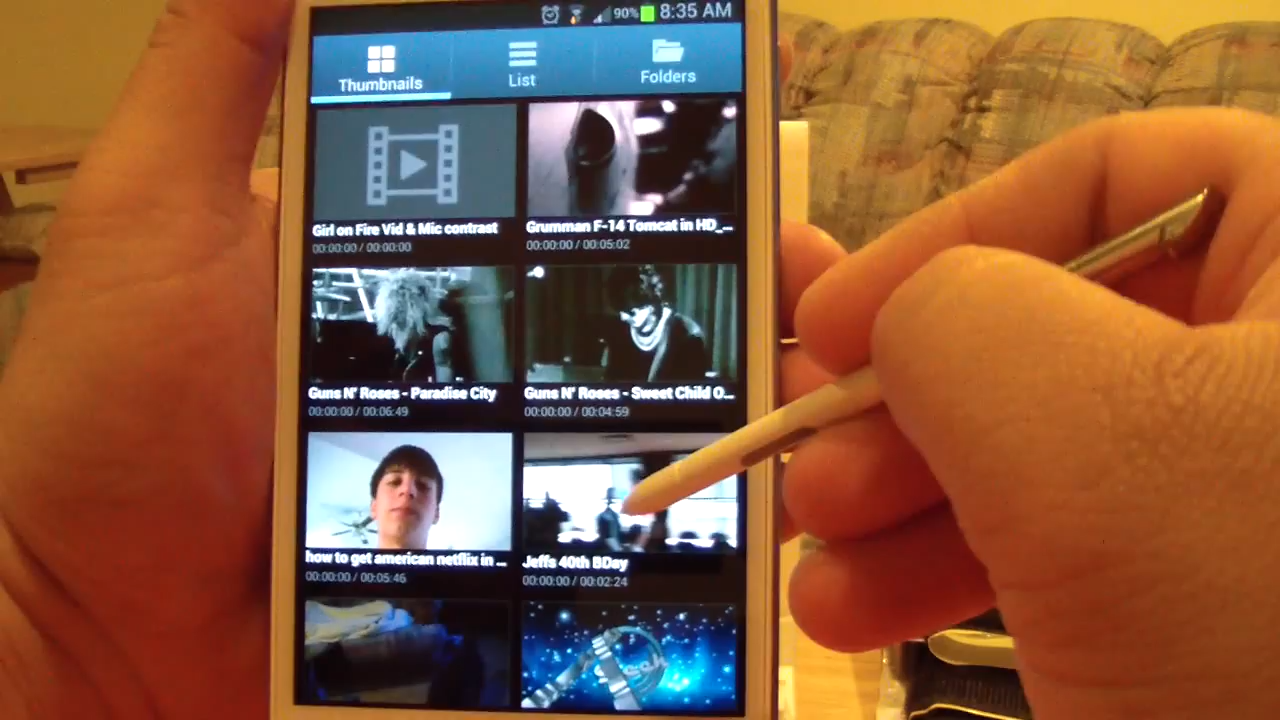 90% 8:35 AM
Thumbnails List Folders
Girl on Fire Vid & Mic contrast
00:00:00 / 00:00:00
Grumman F-14 Tomcat in HD_...
00:00:00 / 00:05:02
Guns N' Roses - Paradise City
00:00:00 / 00:06:49
Guns N' Roses - Sweet Child O...
00:00:00 / 00:04:59
how to get american netflix in ...
00:00:00 / 00:05:46
Jeffs 40th BDay
00:00:00 / 00:02:24